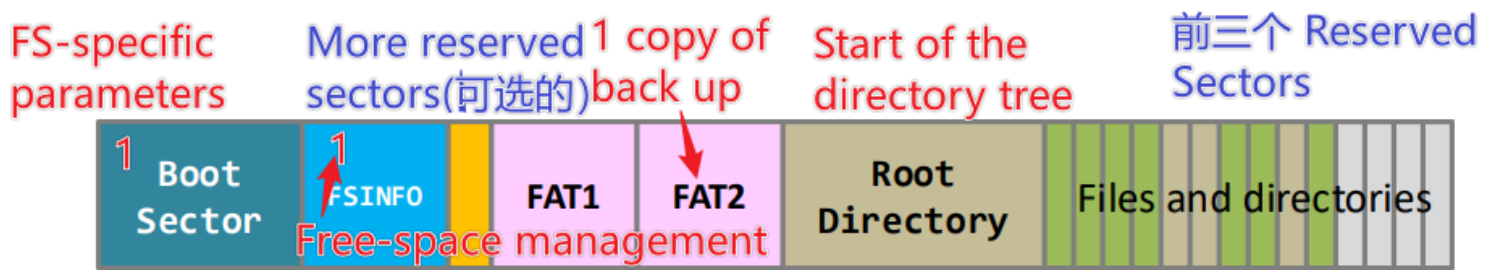 FS-specific
parameters
More reserved
sectors(可选的)
1 copy of
back up
Start of the
directory tree
前三个 Reserved
Sectors
1
Boot
Sector
1
FSINFO
FAT1
FAT2
Root
Directory
Files and directories
Free-space management